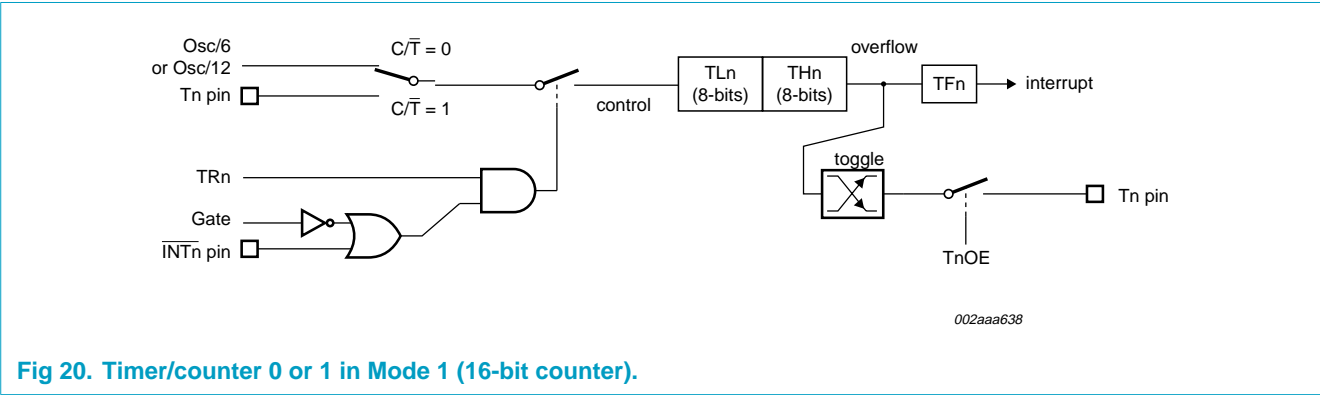 Osc/6
or Osc/12
Tn pin
C/T̅ = 0
C/T̅ = 1
control
TLn
(8-bits)
THn
(8-bits)
overflow
TFn
interrupt
TRn
Gate
I̅N̅T̅n pin
toggle
Tn pin
TnOE
002aaa638
Fig 20. Timer/counter 0 or 1 in Mode 1 (16-bit counter).